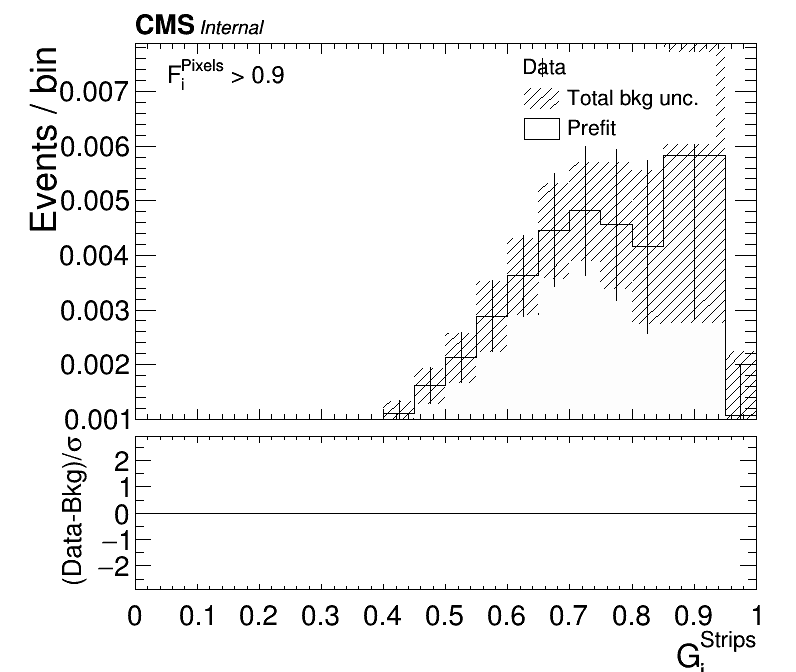 CMS Internal
F_i^Pixels > 0.9
Data
Total bkg unc.
Prefit
Events / bin
0.007
0.006
0.005
0.004
0.003
0.002
0.001
(Data-Bkg)/σ
2
1
0
−1
−2
0 0.1 0.2 0.3 0.4 0.5 0.6 0.7 0.8 0.9 1
G_i^Strips